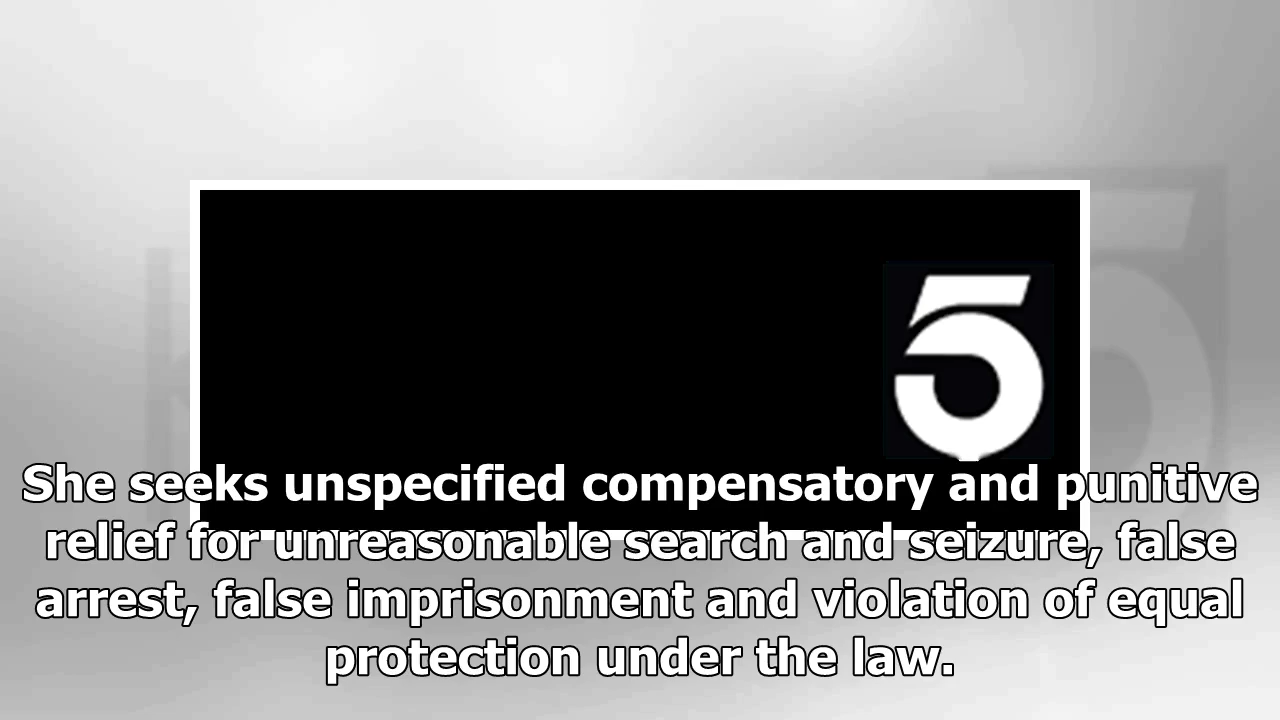 5
She seeks unspecified compensatory and punitive
relief for unreasonable search and seizure, false
arrest, false imprisonment and violation of equal
protection under the law.